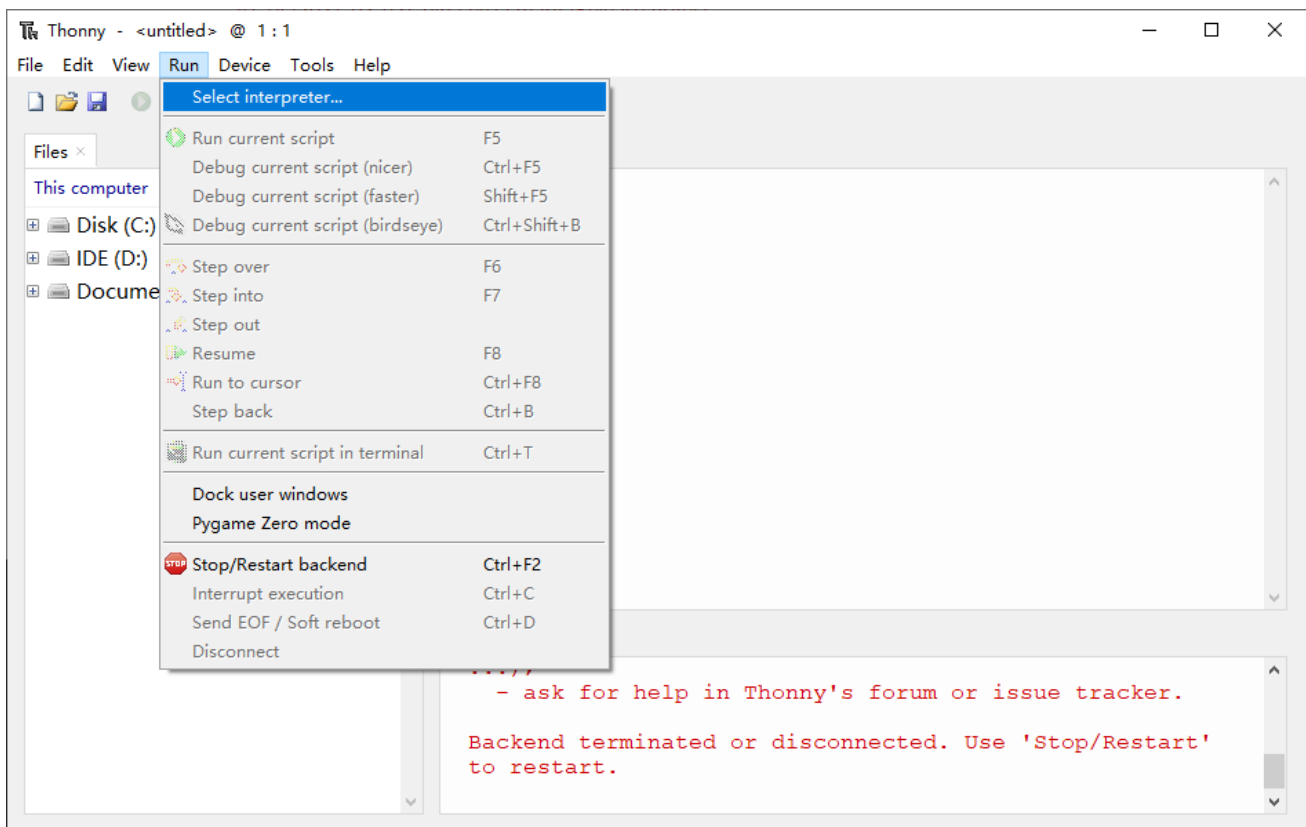 Thonny - <untitled> @ 1 : 1
File Edit View Run Device Tools Help
Select interpreter...
Files
Run current script F5
This computer
Debug current script (nicer) Ctrl+F5
Debug current script (faster) Shift+F5
Disk (C:)
Debug current script (birdseye) Ctrl+Shift+B
IDE (D:)
Step over F6
Docume
Step into F7
Step out
Resume F8
Run to cursor Ctrl+F8
Step back Ctrl+B
Run current script in terminal Ctrl+T
Dock user windows
Pygame Zero mode
STOP Stop/Restart backend Ctrl+F2
Interrupt execution Ctrl+C
Send EOF / Soft reboot Ctrl+D
Disconnect
- ask for help in Thonny's forum or issue tracker.
Backend terminated or disconnected. Use 'Stop/Restart'
to restart.